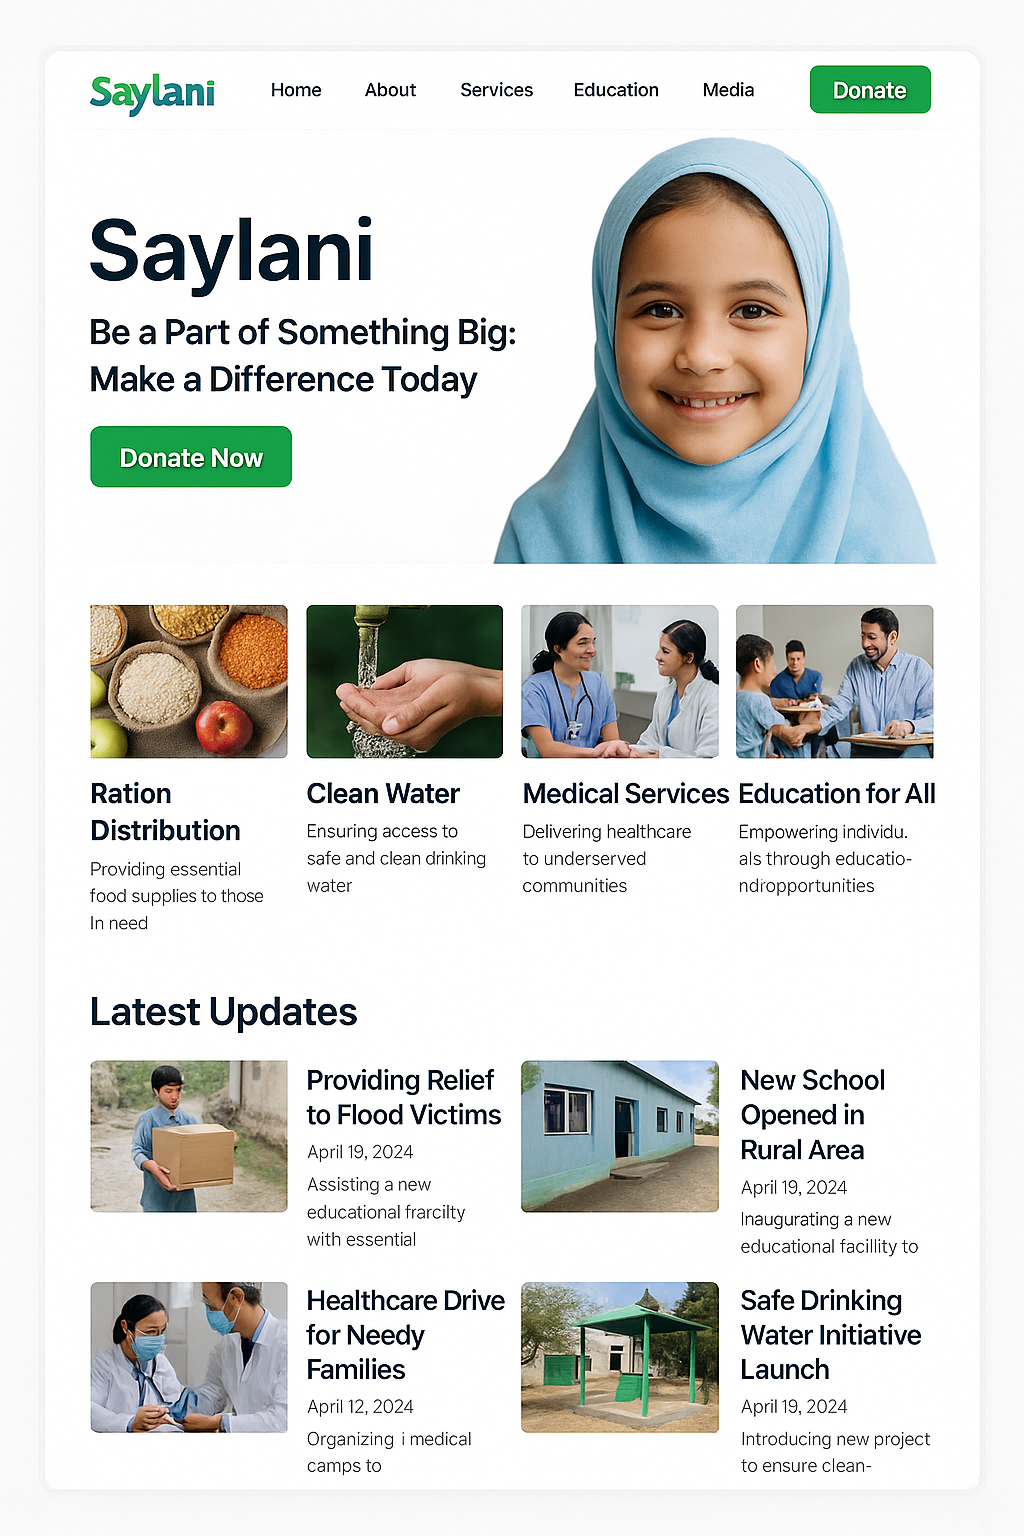 Saylani
Home About Services Education Media Donate
Saylani
Be a Part of Something Big:
Make a Difference Today
Donate Now
Ration
Distribution
Providing essential
food supplies to those
In need
Clean Water
Ensuring access to
safe and clean drinking
water
Medical Services
Delivering healthcare
to underserved
communities
Education for All
Empowering individu.
als through educatio-
ndropportunities
Latest Updates
Providing Relief
to Flood Victims
April 19, 2024
Assisting a new
educational frarcilty
with essential
New School
Opened in
Rural Area
April 19, 2024
Inaugurating a new
educational facillity to
Healthcare Drive
for Needy
Families
April 12, 2024
Organizing i medical
camps to
Safe Drinking
Water Initiative
Launch
April 19, 2024
Introducing new project
to ensure clean-